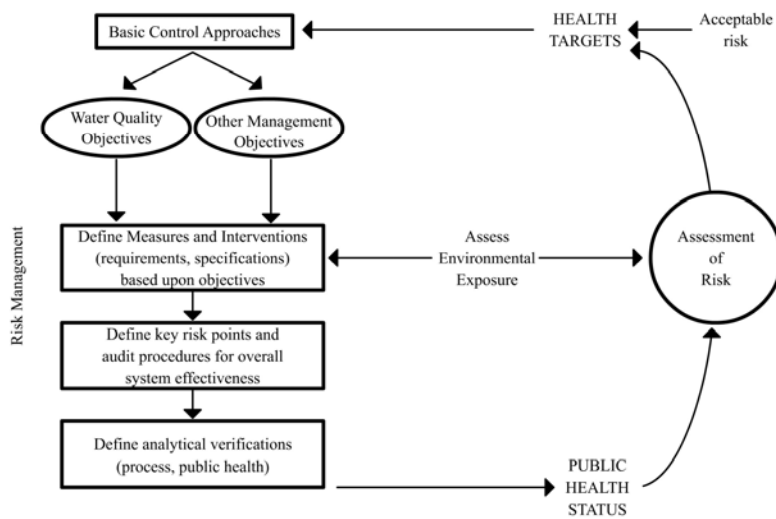 Basic Control Approaches
HEALTH
TARGETS
Acceptable
risk
Water Quality
Objectives
Other Management
Objectives
Risk Management
Define Measures and Interventions
(requirements, specifications)
based upon objectives
Assess
Environmental
Exposure
Assessment
of
Risk
Define key risk points and
audit procedures for overall
system effectiveness
Define analytical verifications
(process, public health)
PUBLIC
HEALTH
STATUS